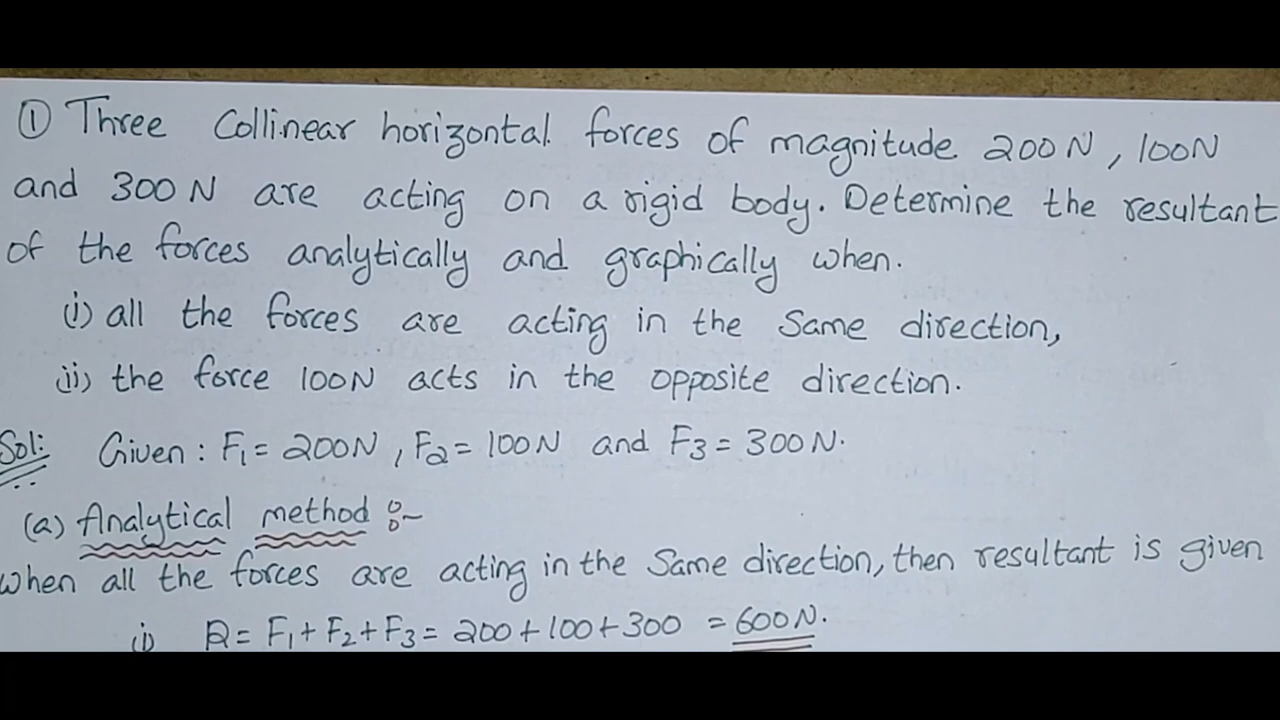 ① Three Collinear horizontal forces of magnitude 200N, 100N
and 300N are acting on a rigid body. Determine the resultant
of the forces analytically and graphically when.
(i) all the forces are acting in the Same direction,
(ii) the force 100N acts in the opposite direction.
Sol: Given : F₁ = 200N, F₂ = 100N and F₃ = 300N.
(a) Analytical method :-
When all the forces are acting in the Same direction, then resultant is given
(i) R = F₁ + F₂ + F₃ = 200 + 100 + 300 = 600N.